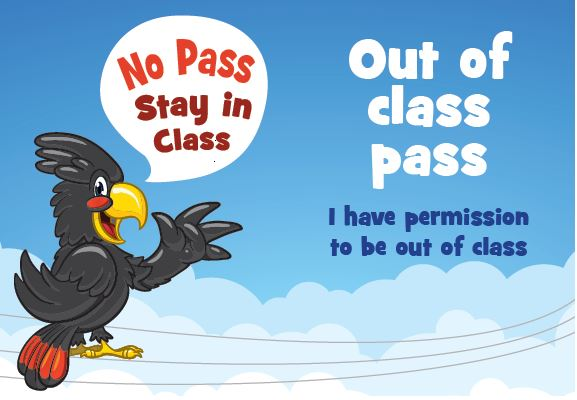 No Pass
Stay in
Class
Out of
class
pass
I have permission
to be out of class